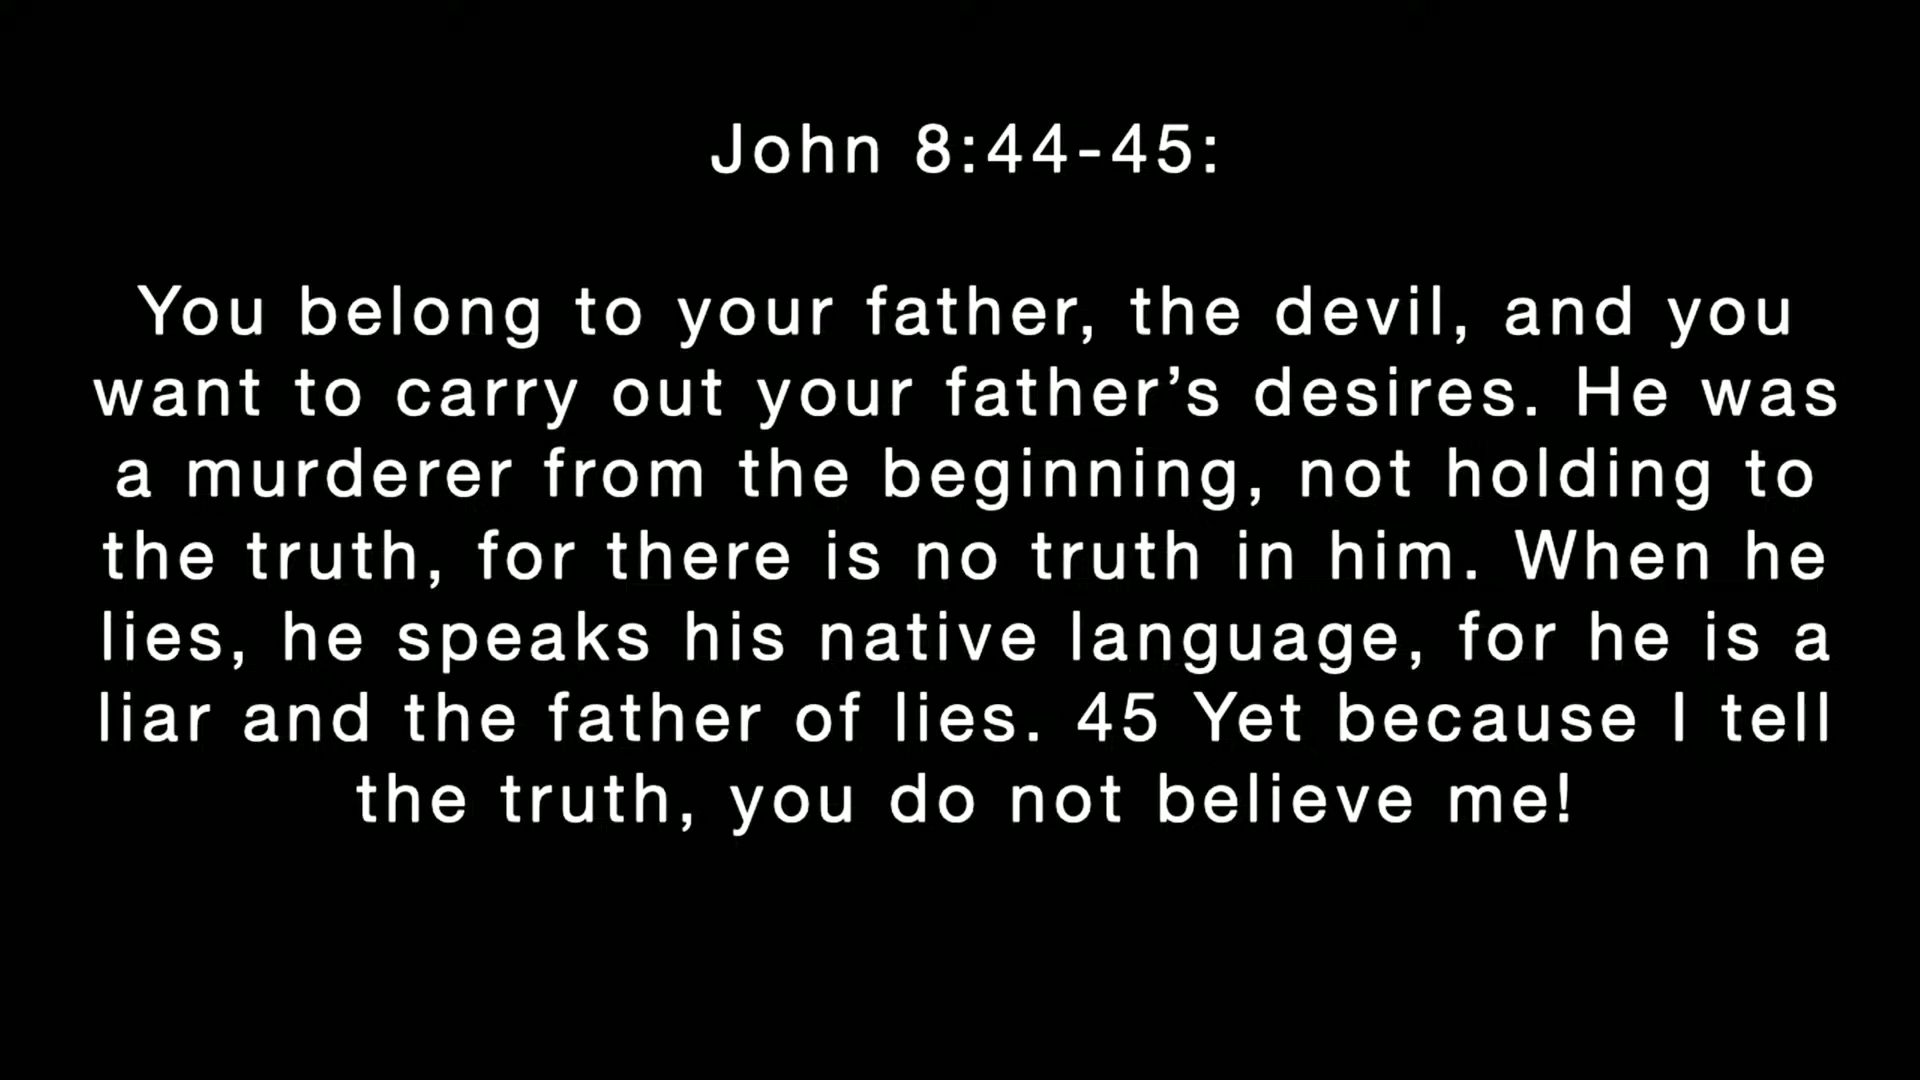 John 8:44-45:
You belong to your father, the devil, and you
want to carry out your father’s desires. He was
a murderer from the beginning, not holding to
the truth, for there is no truth in him. When he
lies, he speaks his native language, for he is a
liar and the father of lies. 45 Yet because I tell
the truth, you do not believe me!